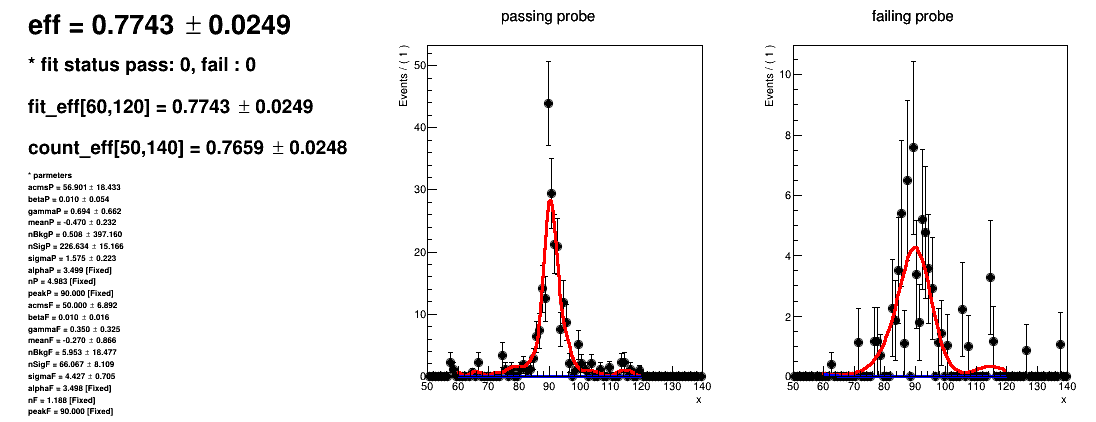 eff = 0.7743 ± 0.0249
* fit status pass: 0, fail : 0
fit_eff[60,120] = 0.7743 ± 0.0249
count_eff[50,140] = 0.7659 ± 0.0248
* parmeters
acmsP = 56.901 ± 18.433
betaP = 0.010 ± 0.054
gammaP = 0.694 ± 0.662
meanP = -0.470 ± 0.232
nBkgP = 0.508 ± 397.160
nSigP = 226.634 ± 15.166
sigmaP = 1.575 ± 0.223
alphaP = 3.499 [Fixed]
nP = 4.983 [Fixed]
peakP = 90.000 [Fixed]
acmsF = 50.000 ± 6.892
betaF = 0.010 ± 0.016
gammaF = 0.350 ± 0.325
meanF = -0.270 ± 0.866
nBkgF = 5.953 ± 18.477
nSigF = 66.067 ± 8.109
sigmaF = 4.427 ± 0.705
alphaF = 3.498 [Fixed]
nF = 1.188 [Fixed]
peakF = 90.000 [Fixed]
passing probe
Events / ( 1 )
50
40
30
20
10
0
50 60 70 80 90 100 110 120 130 140
x
failing probe
Events / ( 1 )
10
8
6
4
2
0
50 60 70 80 90 100 110 120 130 140
x